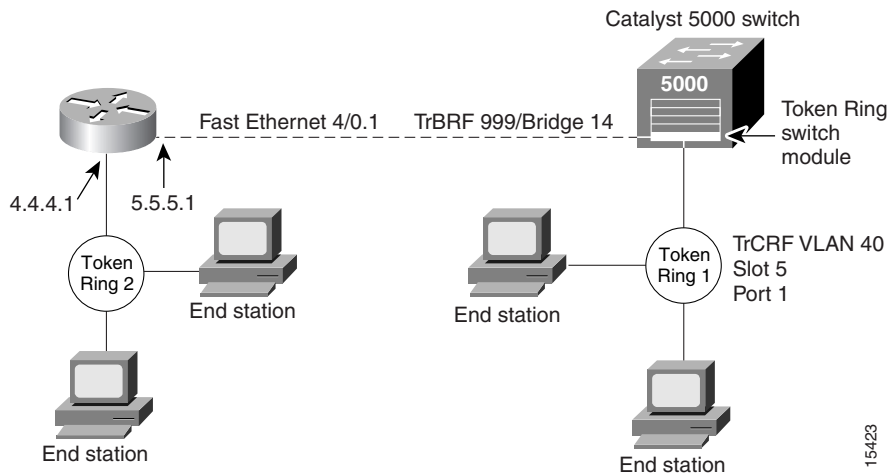 Catalyst 5000 switch
5000
Fast Ethernet 4/0.1
TrBRF 999/Bridge 14
Token Ring
switch
module
4.4.4.1
5.5.5.1
Token
Ring 2
End station
End station
Token
Ring 1
TrCRF VLAN 40
Slot 5
Port 1
End station
End station
15423